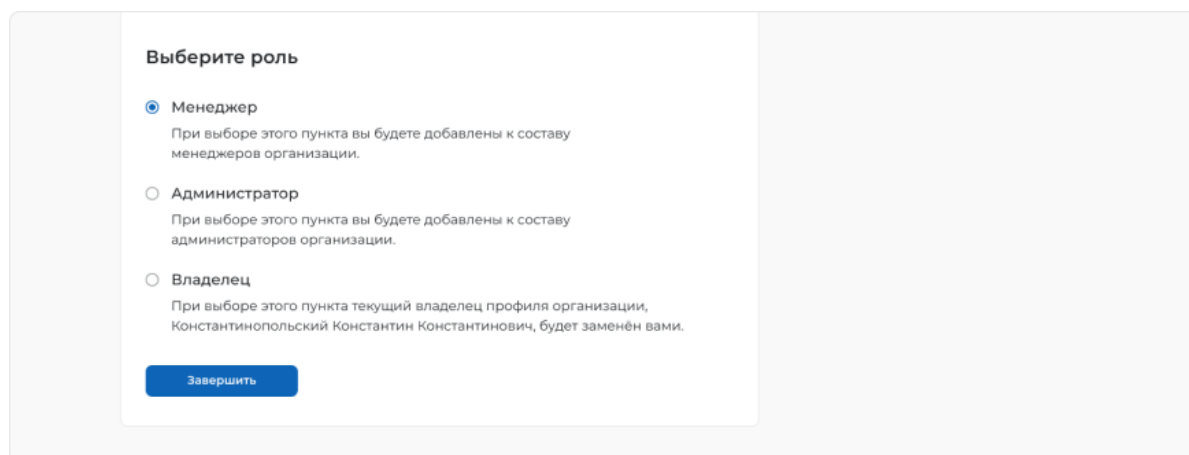 Выберите роль
Менеджер
При выборе этого пункта вы будете добавлены к составу
менеджеров организации.
Администратор
При выборе этого пункта вы будете добавлены к составу
администраторов организации.
Владелец
При выборе этого пункта текущий владелец профиля организации,
Константинопольский Константин Константинович, будет заменён вами.
Завершить